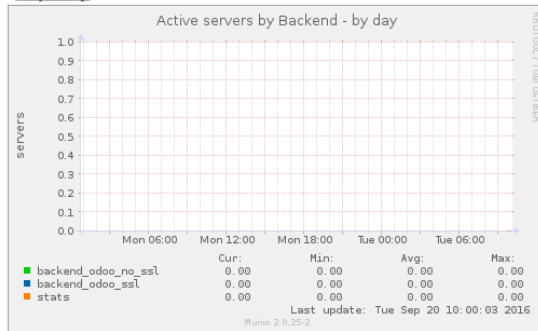 Active servers by Backend - by day
RRDTOOL / TOBI OETIKER
servers
1.0
0.9
0.8
0.7
0.6
0.5
0.4
0.3
0.2
0.1
0.0
Mon 06:00 Mon 12:00 Mon 18:00 Tue 00:00 Tue 06:00
Cur: Min: Avg: Max:
backend_odoo_no_ssl 0.00 0.00 0.00 0.00
backend_odoo_ssl 0.00 0.00 0.00 0.00
stats 0.00 0.00 0.00 0.00
Last update: Tue Sep 20 10:00:03 2016
Munin 2.0.25-2